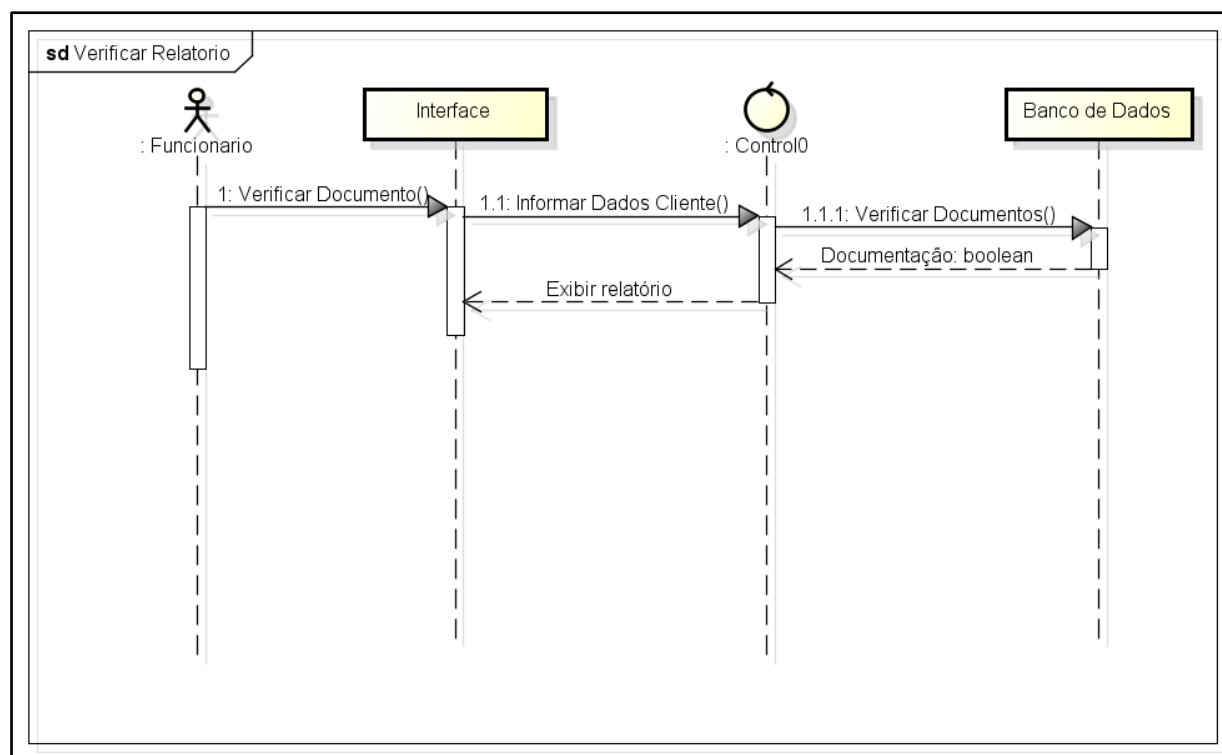 sd Verificar Relatorio
: Funcionario
Interface
: Control0
Banco de Dados
1: Verificar Documento()
1.1: Informar Dados Cliente()
1.1.1: Verificar Documentos()
Documentação: boolean
Exibir relatório